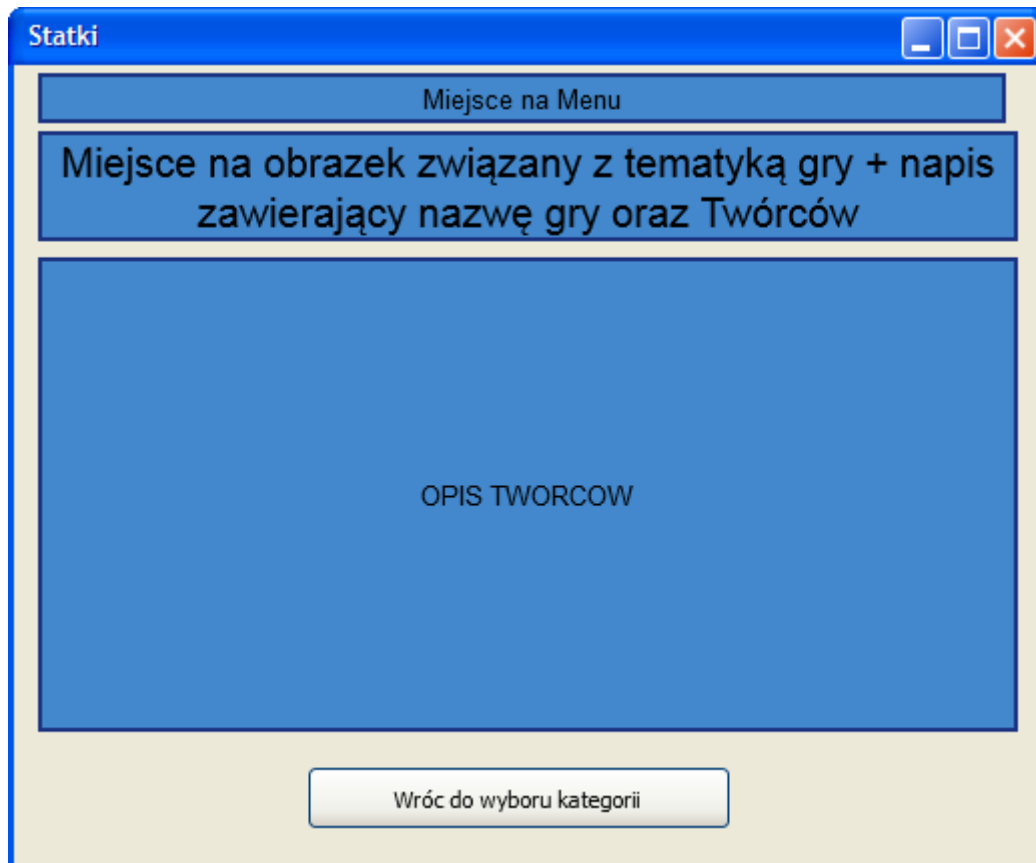 Statki
Miejsce na Menu
Miejsce na obrazek związany z tematyką gry + napis
zawierający nazwę gry oraz Twórców
OPIS TWORCOW
Wróc do wyboru kategorii